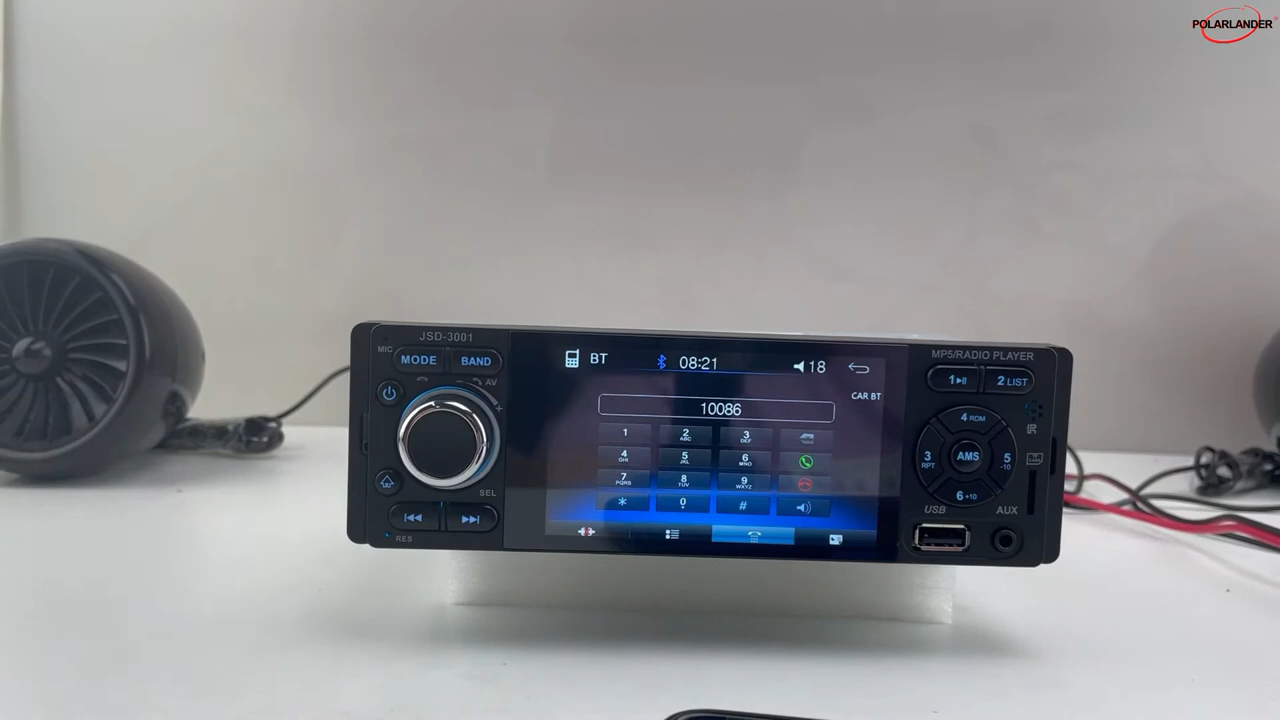 POLARLANDER
JSD-3001
MIC
MODE
BAND
AV
SEL
RES
BT
08:21
18
CAR BT
10086
1
2 ABC
3 DEF
4 GHI
5 JKL
6 MNO
7 PQRS
8 TUV
9 WXYZ
*
0
#
MP5/RADIO PLAYER
1
2 LIST
4 RDM
IR
3 RPT
AMS
5 -10
6 +10
USB
AUX